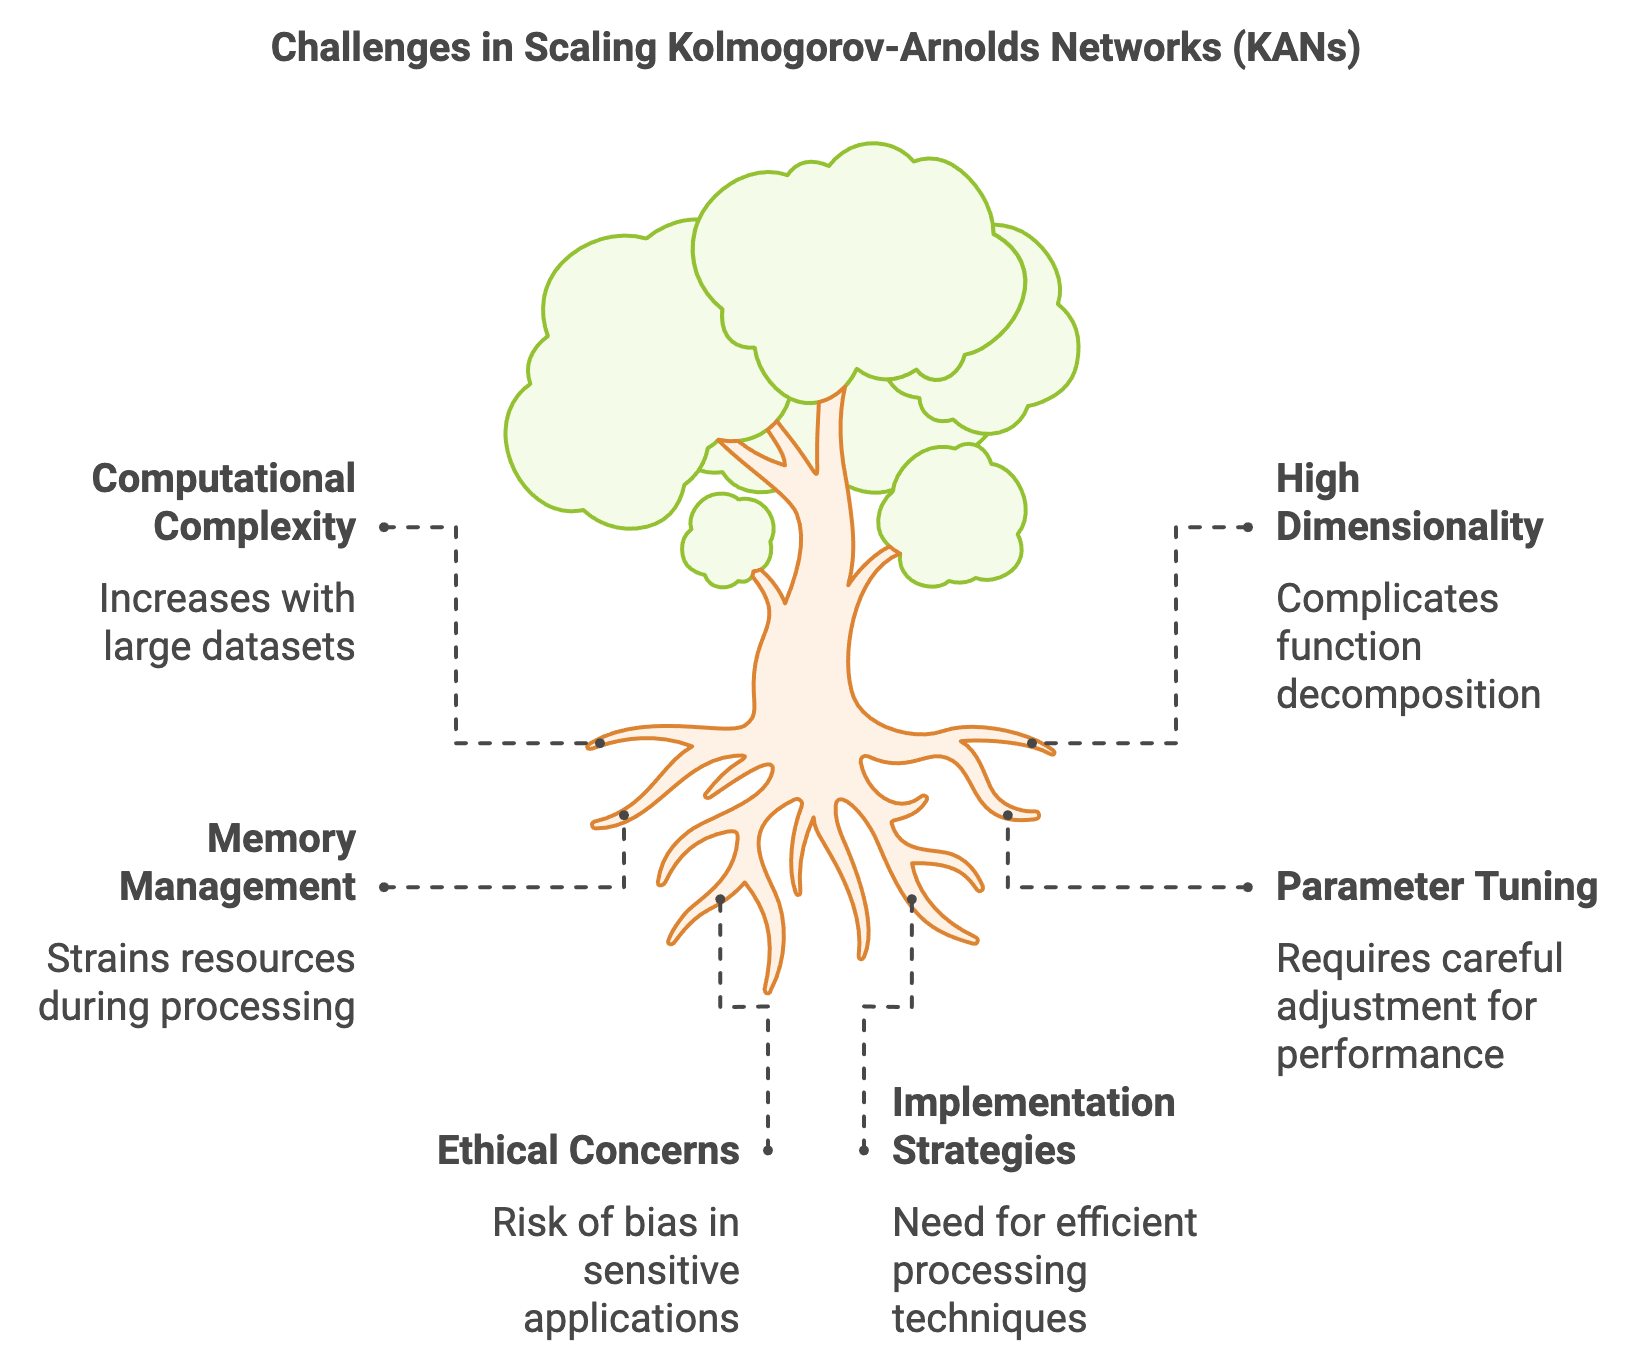 Challenges in Scaling Kolmogorov-Arnolds Networks (KANs)
Computational
Complexity
Increases with
large datasets
High
Dimensionality
Complicates
function
decomposition
Memory
Management
Strains resources
during processing
Parameter Tuning
Requires careful
adjustment for
performance
Ethical Concerns
Risk of bias in
sensitive
applications
Implementation
Strategies
Need for efficient
processing
techniques